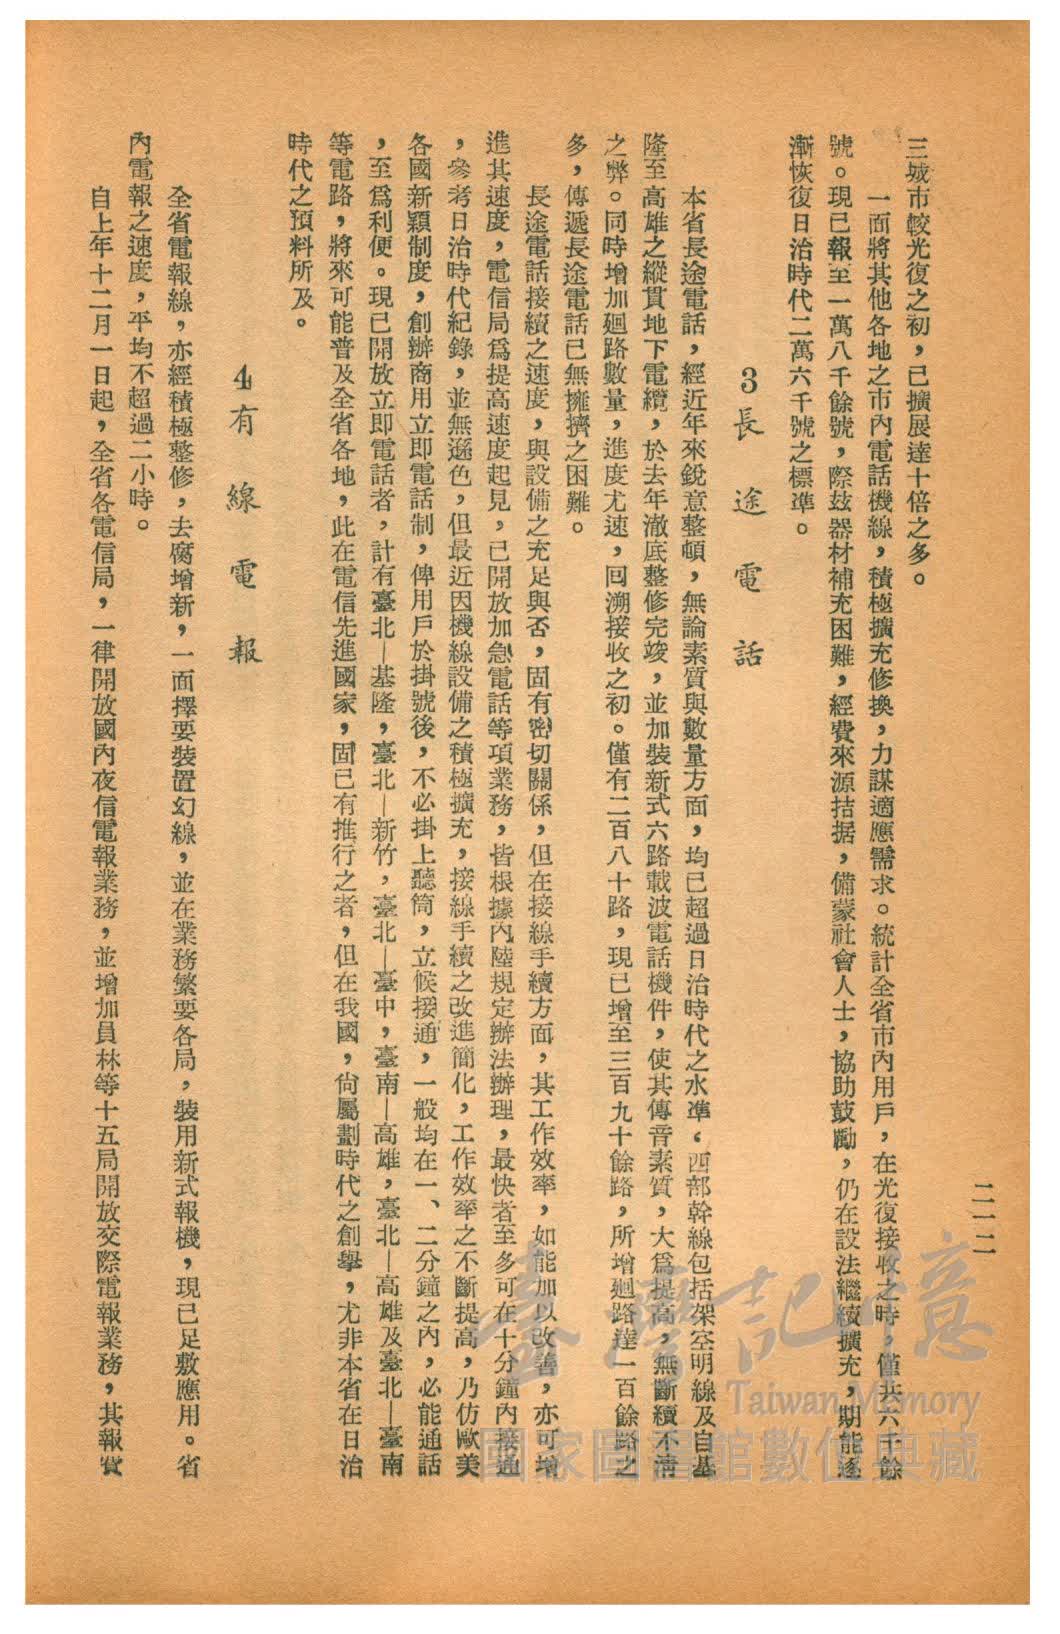 二一二
三城市較光復之初，已擴展達十倍之多。
一面將其他各地之市內電話機線，積極擴充修換，力謀適應需求。統計全省市內用戶，在光復接收之時，僅共六千餘
號。現已報至一萬八千餘號，際茲器材補充困難，經費來源拮据，備蒙社會人士，協助鼓勵，仍在設法繼續擴充，期能逐
漸恢復日治時代二萬六千號之標準。
3長途電話
本省長途電話，經近年來銳意整頓，無論素質與數量方面，均已超過日治時代之水準，西部幹線包括架空明線及自基
隆至高雄之縱貫地下電纜，於去年澈底整修完竣，並加裝新式六路載波電話機件，使其傳音素質，大為提高，無斷續不清
之弊。同時增加廻路數量，進度尤速，回溯接收之初。僅有二百八十路，現已增至三百九十餘路，所增廻路達一百餘路之
多，傳遞長途電話已無擁擠之困難。
長途電話接續之速度，與設備之充足與否，固有密切關係，但在接線手續方面，其工作效率，如能加以改善，亦可增
進其速度，電信局為提高速度起見，已開放加急電話等項業務，皆根據內陸規定辦法辦理，最快者至多可在十分鐘內接通
，參考日治時代紀錄，並無遜色，但最近因機線設備之積極擴充，接線手續之改進簡化，工作效率之不斷提高，乃仿歐美
各國新穎制度，創辦商用立即電話制，俾用戶於掛號後，不必掛上聽筒，立候接通，一般均在一、二分鐘之內，必能通話
，至為利便。現已開放立即電話者，計有臺北—基隆，臺北—新竹，臺北—臺中，臺南—高雄，臺北—高雄及臺北—臺南
等電路，將來可能普及全省各地，此在電信先進國家，固已有推行之者，但在我國，尙屬劃時代之創舉，尤非本省在日治
時代之預料所及。
4有線電報
全省電報線，亦經積極整修，去腐增新，一面擇要裝置幻線，並在業務繁要各局，裝用新式報機，現已足敷應用。省
內電報之速度，平均不超過二小時。
自上年十二月一日起，全省各電信局，一律開放國內夜信電報業務，並增加員林等十五局開放交際電報業務，其報費
臺灣記憶
Taiwan Memory
國家圖書館數位典藏